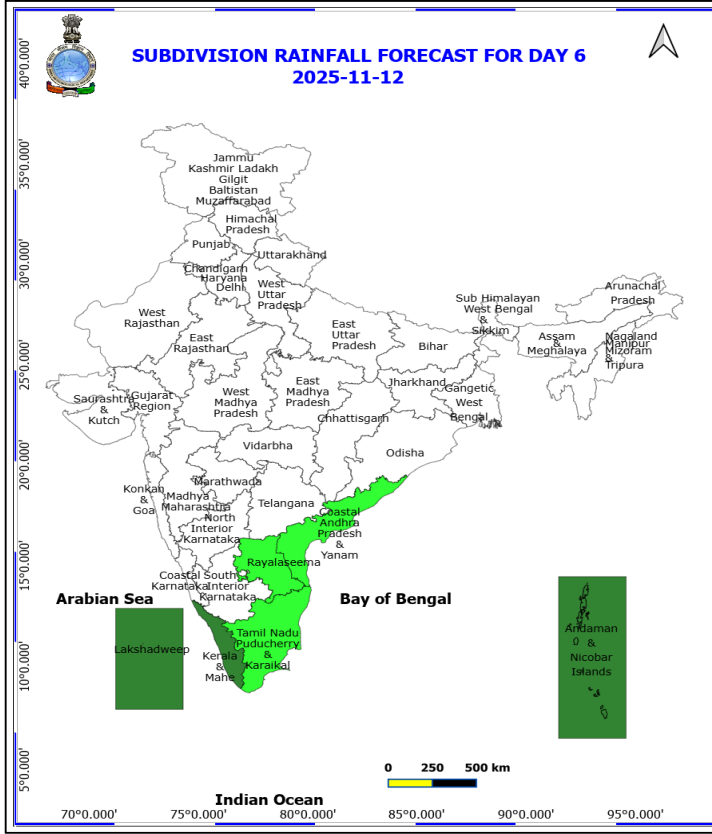 SUBDIVISION RAINFALL FORECAST FOR DAY 6
2025-11-12
40°0.000'
35°0.000'
30°0.000'
25°0.000'
20°0.000'
15°0.000'
10°0.000'
5°0.000'
Jammu
Kashmir Ladakh
Gilgit
Baltistan
Muzaffarabad
Himachal
Pradesh
Punjab
Uttarakhand
Chandigarh
Haryana
Delhi
West
Uttar
Pradesh
Arunachal
Pradesh
West
Rajasthan
East
Rajasthan
East
Uttar
Pradesh
Sub Himalayan
West Bengal
&
Sikkim
Bihar
Assam
&
Meghalaya
Nagaland
Manipur
Mizoram
&
Tripura
Saurashtra
&
Kutch
Gujarat
Region
West
Madhya
Pradesh
East
Madhya
Pradesh
Jharkhand
Gangetic
West
Bengal
Chhattisgarh
Vidarbha
Odisha
Konkan
&
Goa
Marathwada
Madhya
Maharashtra
North
Interior
Karnataka
Telangana
Coastal
Andhra
Pradesh
&
Yanam
Rayalaseema
Coastal
Karnataka
South
Interior
Karnataka
Arabian Sea
Bay of Bengal
Lakshadweep
Kerala
&
Mahe
Tamil Nadu
Puducherry
&
Karaikal
Andaman
&
Nicobar
Islands
0 250 500 km
Indian Ocean
70°0.000' 75°0.000' 80°0.000' 85°0.000' 90°0.000' 95°0.000'